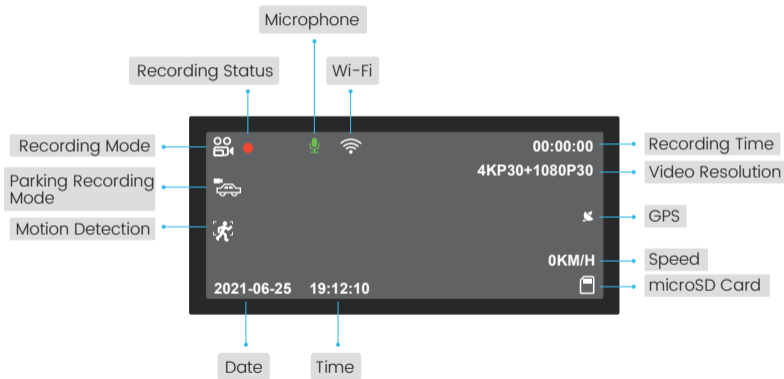 Microphone
Recording Status
Wi-Fi
Recording Mode
00:00:00
Recording Time
4KP30+1080P30
Video Resolution
Parking Recording
Mode
GPS
Motion Detection
0KM/H
Speed
2021-06-25 19:12:10
microSD Card
Date
Time